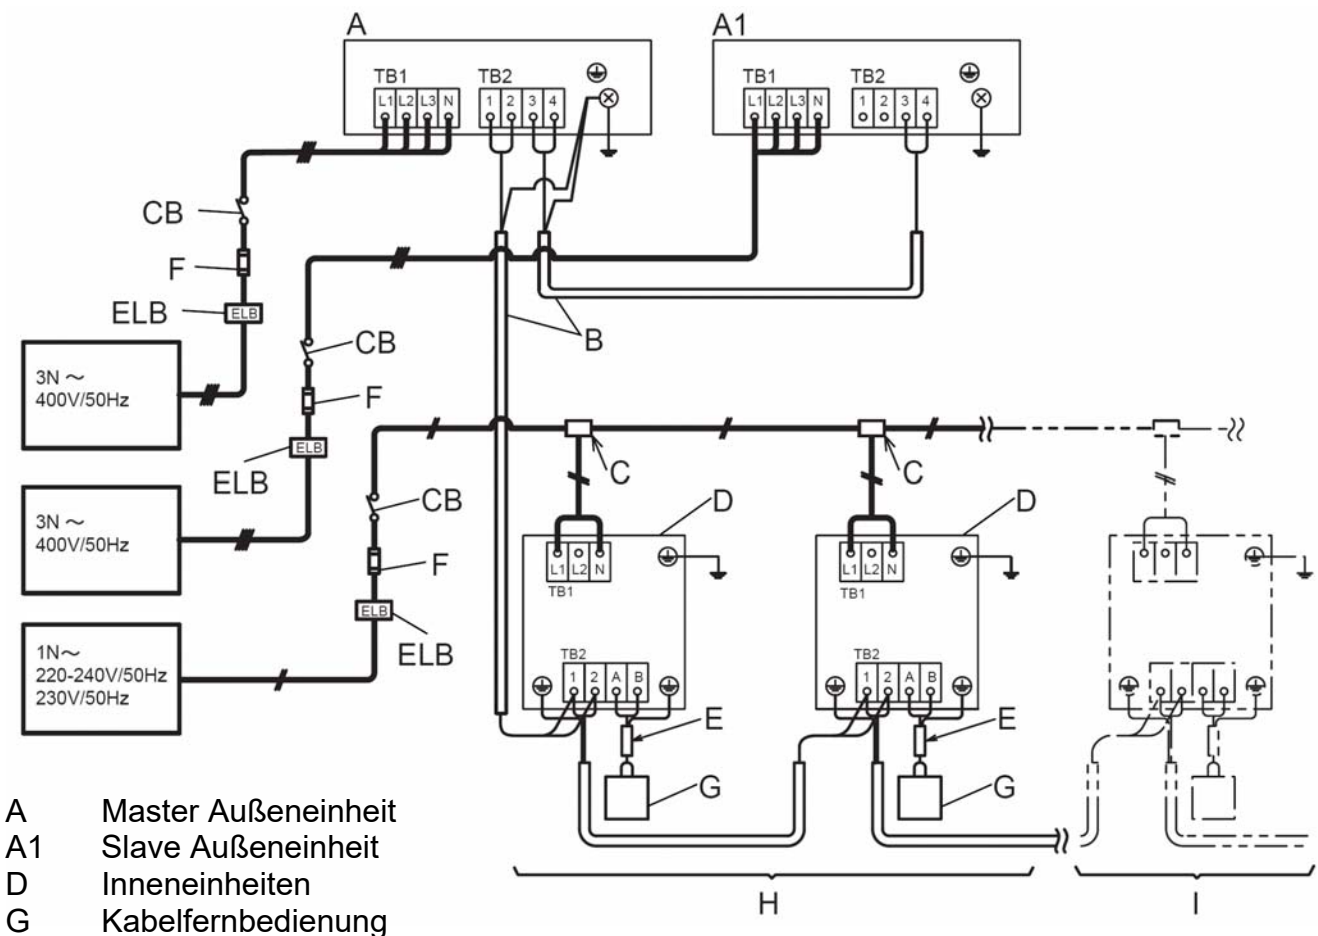 A
A1
TB1
TB2
L1 L2 L3 N
1 2 3 4
TB1
TB2
L1 L2 L3 N
1 2 3 4
CB
F
ELB
ELB
B
CB
F
ELB
ELB
3N ~
400V/50Hz
3N ~
400V/50Hz
1N~
220-240V/50Hz
230V/50Hz
CB
F
ELB
ELB
C
C
D
D
L1 L2 N
TB1
TB2
1 2 A B
L1 L2 N
TB1
TB2
1 2 A B
E
E
G
G
H
I
A Master Außeneinheit
A1 Slave Außeneinheit
D Inneneinheiten
G Kabelfernbedienung